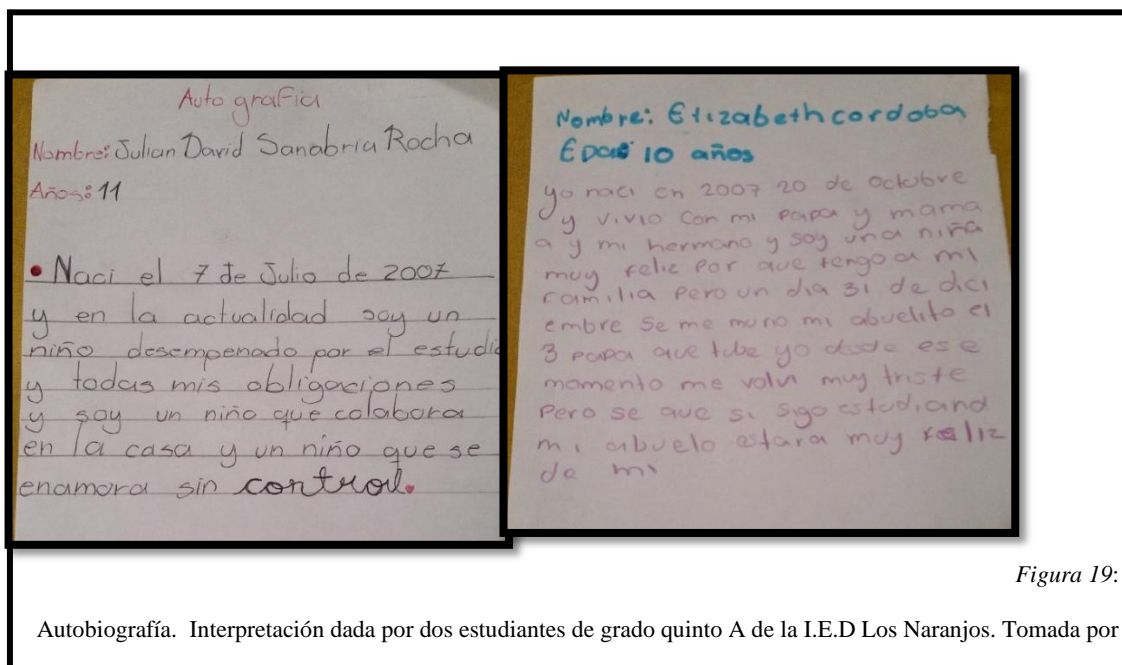 Auto grafia
Nombre: Julian David Sanabria Rocha
Años: 11
• Naci el 7 de Julio de 2007
y en la actualidad soy un
niño desempenado por el estudio
y todas mis obligaciones
y soy un niño que colabora
en la casa y un niño que se
enamora sin control.
Nombre: Elizabeth cordoba
Edad 10 años
yo naci en 2007 20 de octubre
y vivio con mi papa y mama
a y mi hermano y soy una niña
muy feliz por que tengo a mi
familia pero un dia 31 de dici
embre se me murio mi abuelito el
3 papa que tube yo desde ese
momento me volvi muy triste
pero se que si sigo estudiand
mi abuelo estara muy feliz
de mi
Figura 19:
Autobiografía. Interpretación dada por dos estudiantes de grado quinto A de la I.E.D Los Naranjos. Tomada por